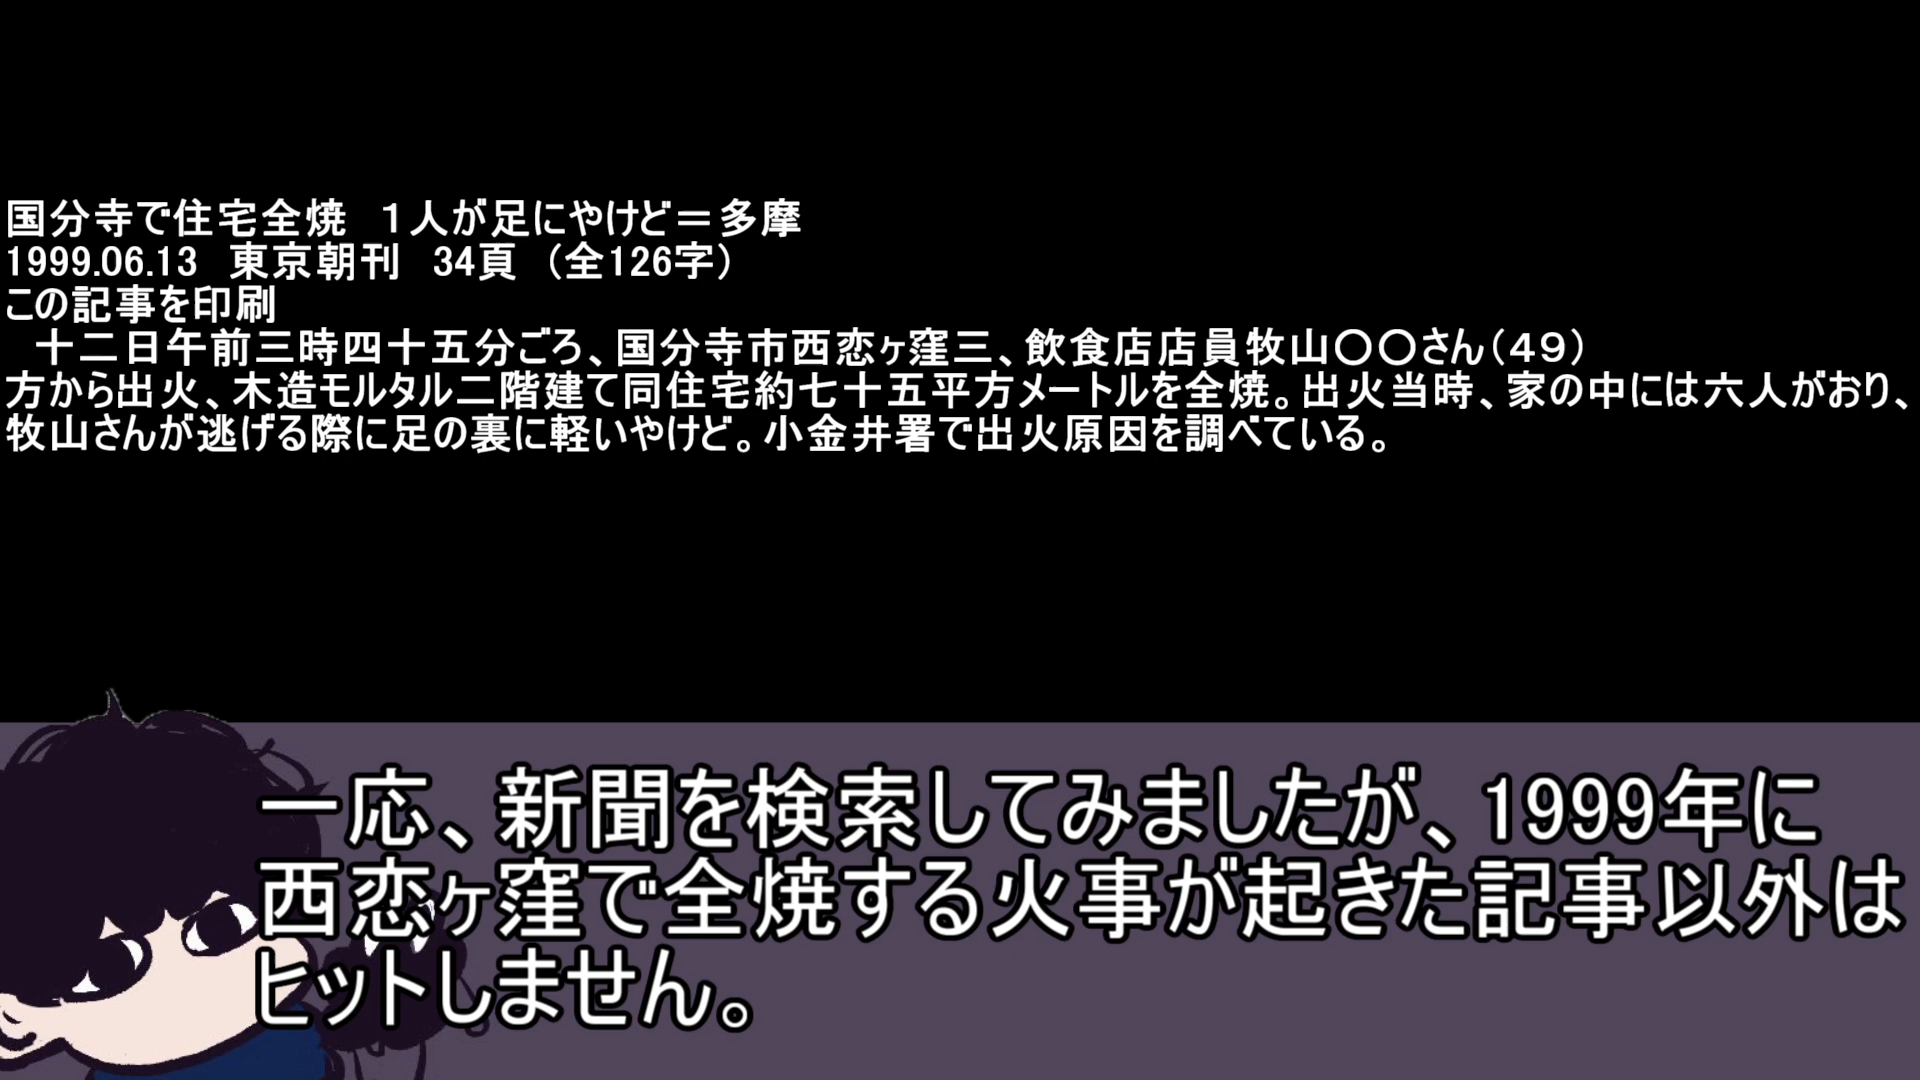 国分寺で住宅全焼　１人が足にやけど＝多摩
1999.06.13　東京朝刊　34頁　（全126字）
この記事を印刷
　十二日午前三時四十五分ごろ、国分寺市西恋ヶ窪三、飲食店店員牧山〇〇さん（４９）
方から出火、木造モルタル二階建て同住宅約七十五平方メートルを全焼。出火当時、家の中には六人がおり、
牧山さんが逃げる際に足の裏に軽いやけど。小金井署で出火原因を調べている。
一応、新聞を検索してみましたが、1999年に
西恋ヶ窪で全焼する火事が起きた記事以外は
ヒットしません。